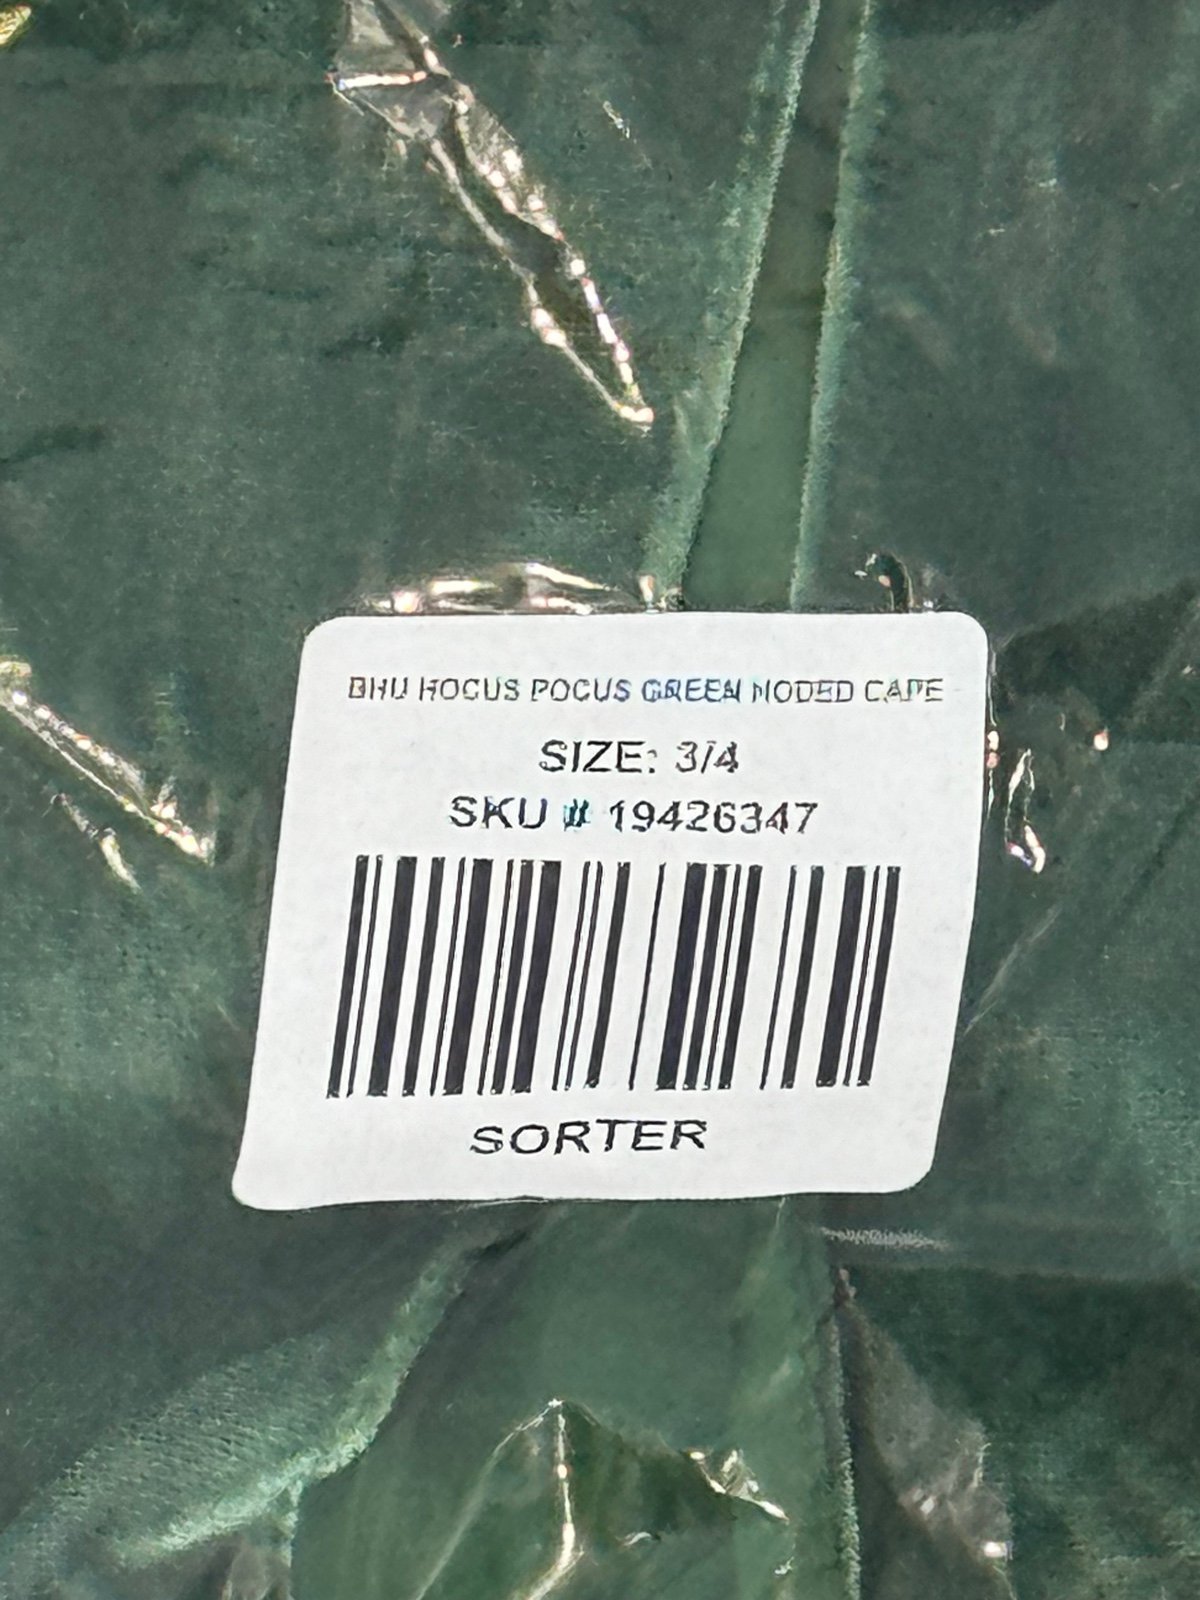 BHU HOCUS POCUS GREEN HODED CAPE
SIZE: 3/4
SKU # 19426347
SORTER